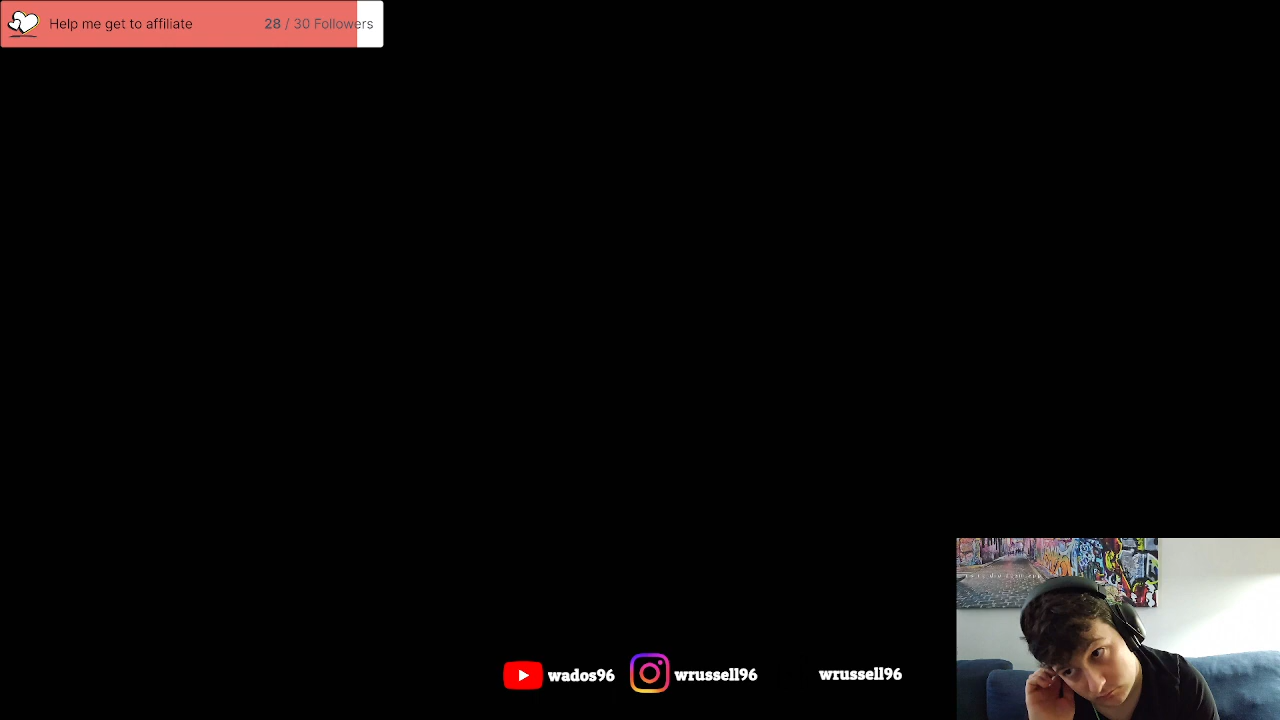 Help me get to affiliate 28 / 30 Followers
wados96 wrussell96 wrussell96